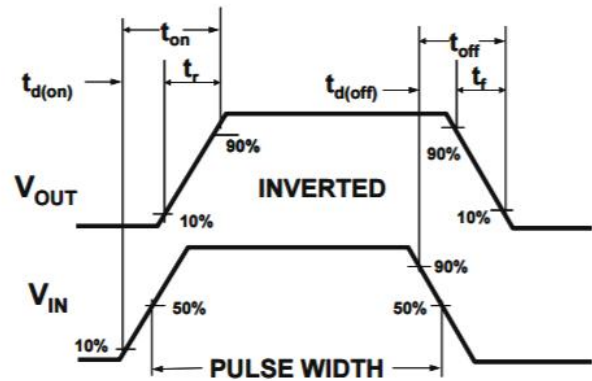 t_on
t_off
t_d(on)
t_r
t_d(off)
t_f
90%
90%
V_OUT
INVERTED
10%
10%
90%
V_IN
50%
50%
10%
PULSE WIDTH